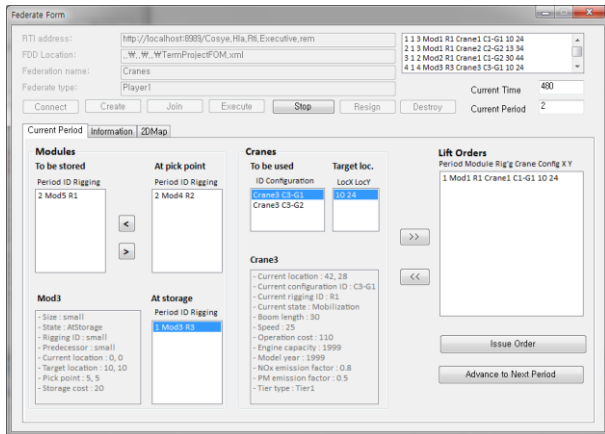 Federate Form
RTI address:
http://localhost:8989/Cosye,Hla,Rti,Executive,rem
FDD Location:
..₩,.₩,.₩TermProjectFOM,xml
Federation name:
Cranes
Federate type:
Player1
1 1 3 Mod1 R1 Crane1 C1-G1 10 24
2 1 3 Mod1 R1 Crane2 C2-G2 13 34
3 1 2 Mod2 R1 Crane1 C1-G2 30 44
4 1 4 Mod3 R3 Crane3 C3-G1 10 24
Current Time
480
Current Period
2
Connect
Create
Join
Execute
Stop
Resign
Destroy
Current Period
Information
2DMap
Modules
To be stored
At pick point
Period ID Rigging
Period ID Rigging
2 Mod5 R1
2 Mod4 R2
<
>
Mod3
- Size : small
- State : AtStorage
- Rigging ID : small
- Predecessor : small
- Current location : 0, 0
- Target location : 10, 10
- Pick point : 5, 5
- Storage cost : 20
At storage
Period ID Rigging
1 Mod3 R3
Cranes
To be used
Target loc.
ID Configuration
LocX LocY
Crane3 C3-G1
10 24
Crane3 C3-G2
Crane3
- Current location : 42, 28
- Current configuration ID : C3-G1
- Current rigging ID : R1
- Current state : Mobilization
- Boom length : 30
- Speed : 25
- Operation cost : 110
- Engine capacity : 1999
- Model year : 1999
- NOx emission factor : 0.8
- PM emission factor : 0.5
- Tier type : Tier1
>>
<<
Lift Orders
Period Module Rig'g Crane Config X Y
1 Mod1 R1 Crane1 C1-G1 10 24
Issue Order
Advance to Next Period